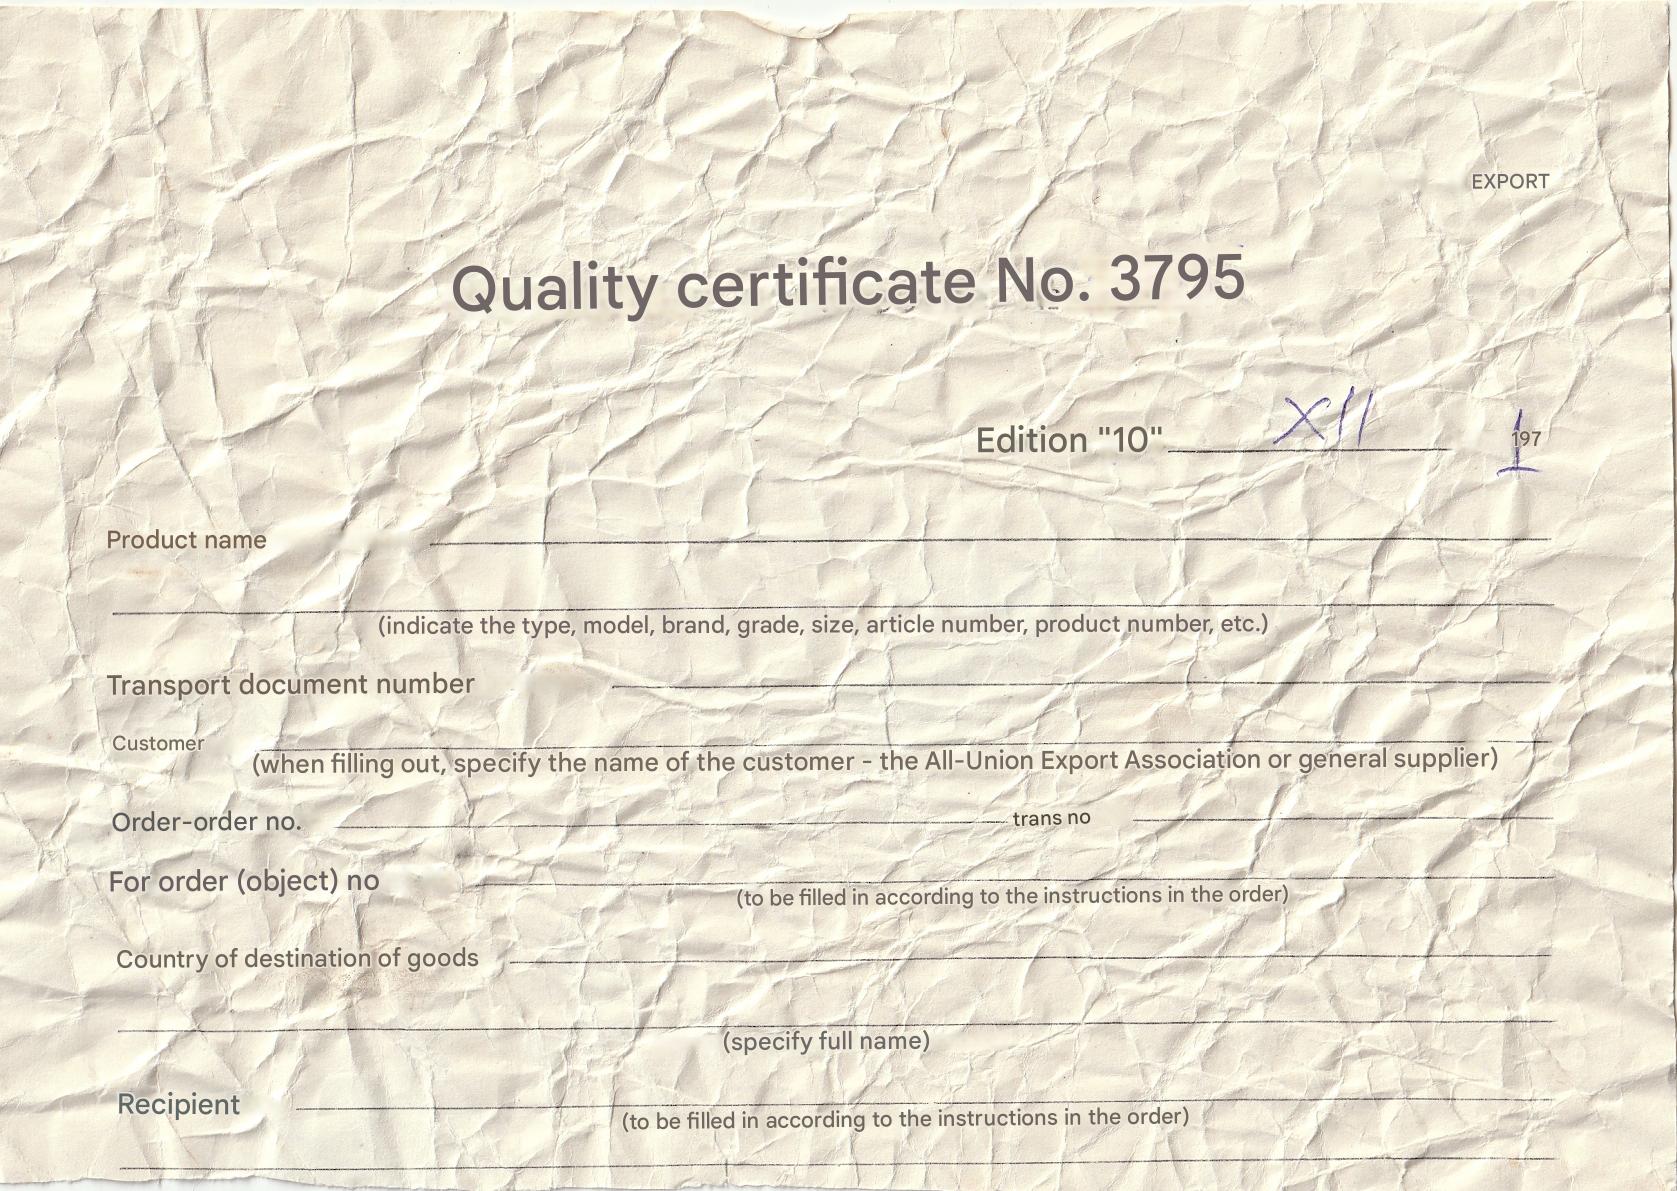 EXPORT
Quality certificate No. 3795
Edition "10" XII 1971
Product name
(indicate the type, model, brand, grade, size, article number, product number, etc.)
Transport document number
Customer
(when filling out, specify the name of the customer - the All-Union Export Association or general supplier)
Order-order no. trans no
For order (object) no
(to be filled in according to the instructions in the order)
Country of destination of goods
(specify full name)
Recipient
(to be filled in according to the instructions in the order)